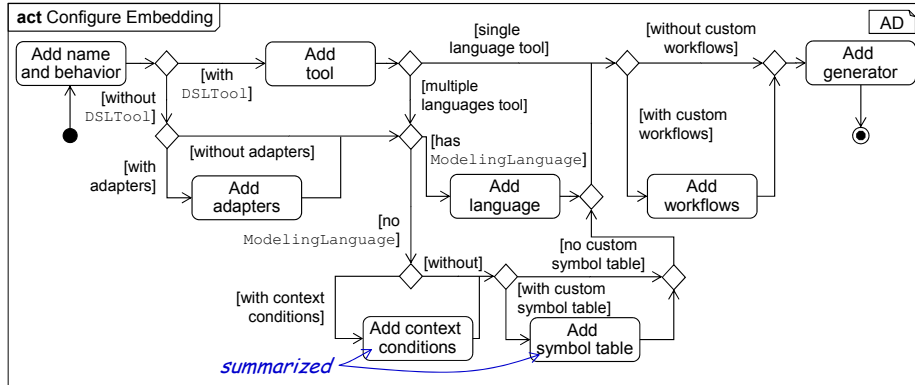 act Configure Embedding
AD
Add name
and behavior
[with
DSLTool]
Add
tool
[single
language tool]
[without custom
workflows]
Add
generator
[without
DSLTool]
[multiple
languages tool]
[with custom
workflows]
[with
adapters]
[without adapters]
Add
adapters
[has
ModelingLanguage]
Add
language
Add
workflows
[no
ModelingLanguage]
[without]
[no custom
symbol table]
[with context
conditions]
Add context
conditions
[with custom
symbol table]
Add
symbol table
summarized